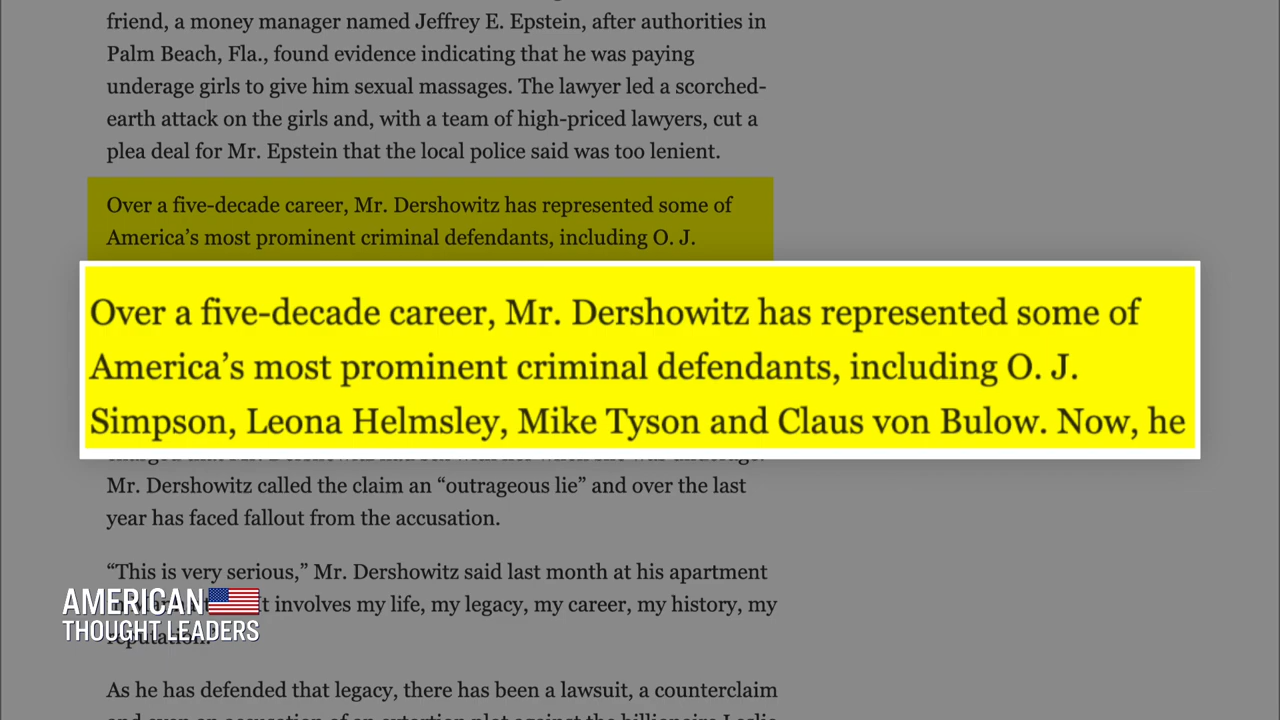 friend, a money manager named Jeffrey E. Epstein, after authorities in
Palm Beach, Fla., found evidence indicating that he was paying
underage girls to give him sexual massages. The lawyer led a scorched-
earth attack on the girls and, with a team of high-priced lawyers, cut a
plea deal for Mr. Epstein that the local police said was too lenient.
Over a five-decade career, Mr. Dershowitz has represented some of
America’s most prominent criminal defendants, including O. J.
Over a five-decade career, Mr. Dershowitz has represented some of
America’s most prominent criminal defendants, including O. J.
Simpson, Leona Helmsley, Mike Tyson and Claus von Bulow. Now, he
Mr. Dershowitz called the claim an “outrageous lie” and over the last
year has faced fallout from the accusation.
“This is very serious,” Mr. Dershowitz said last month at his apartment
it involves my life, my legacy, my career, my history, my
reputation.”
AMERICAN
THOUGHT LEADERS
As he has defended that legacy, there has been a lawsuit, a counterclaim